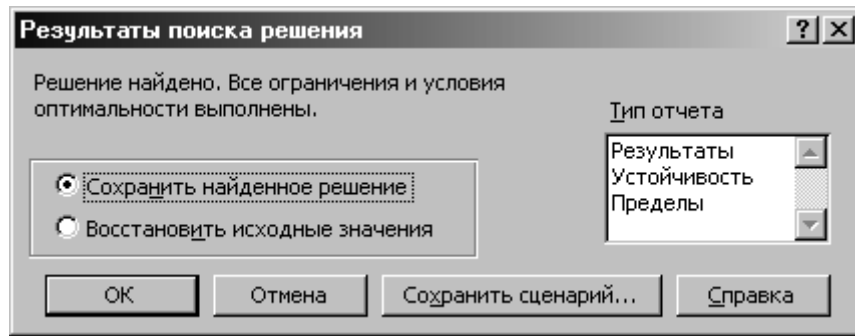 Результаты поиска решения
Решение найдено. Все ограничения и условия
оптимальности выполнены.
Тип отчета
Результаты
Устойчивость
Пределы
Сохранить найденное решение
Восстановить исходные значения
ОК
Отмена
Сохранить сценарий...
Справка